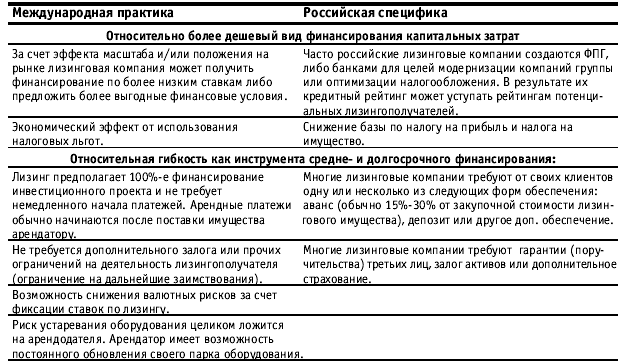 Международная практика Российская специфика
Относительно более дешевый вид финансирования капитальных затрат
За счет эффекта масштаба и/или положения на
рынке лизинговая компания может получить
финансирование по более низким ставкам либо
предложить более выгодные финансовые условия.
Часто российские лизинговые компании создаются ФПГ,
либо банками для целей модернизации компаний группы
или оптимизации налогообложения. В результате их
кредитный рейтинг может уступать рейтингам потенци-
альных лизингополучателей.
Экономический эффект от использования
налоговых льгот.
Снижение базы по налогу на прибыль и налога на
имущество.
Относительная гибкость как инструмента средне- и долгосрочного финансирования:
Лизинг предполагает 100%-е финансирование
инвестиционного проекта и не требует
немедленного начала платежей. Арендные платежи
обычно начинаются после поставки имущества
арендатору.
Многие лизинговые компании требуют от своих клиентов
одну или несколько из следующих форм обеспечения:
аванс (обычно 15%-30% от закупочной стоимости лизин-
гового имущества), депозит или другое доп. обеспечение.
Не требуется дополнительного залога или прочих
ограничений на деятельность лизингополучателя
(ограничение на дальнейшие заимствования).
Многие лизинговые компании требуют гарантии (пору-
чительства) третьих лиц, залог активов или дополнительное
страхование.
Возможность снижения валютных рисков за счет
фиксации ставок по лизингу.
Риск устаревания оборудования целиком ложится
на арендодателя. Арендатор имеет возможность
постоянного обновления своего парка оборудования.